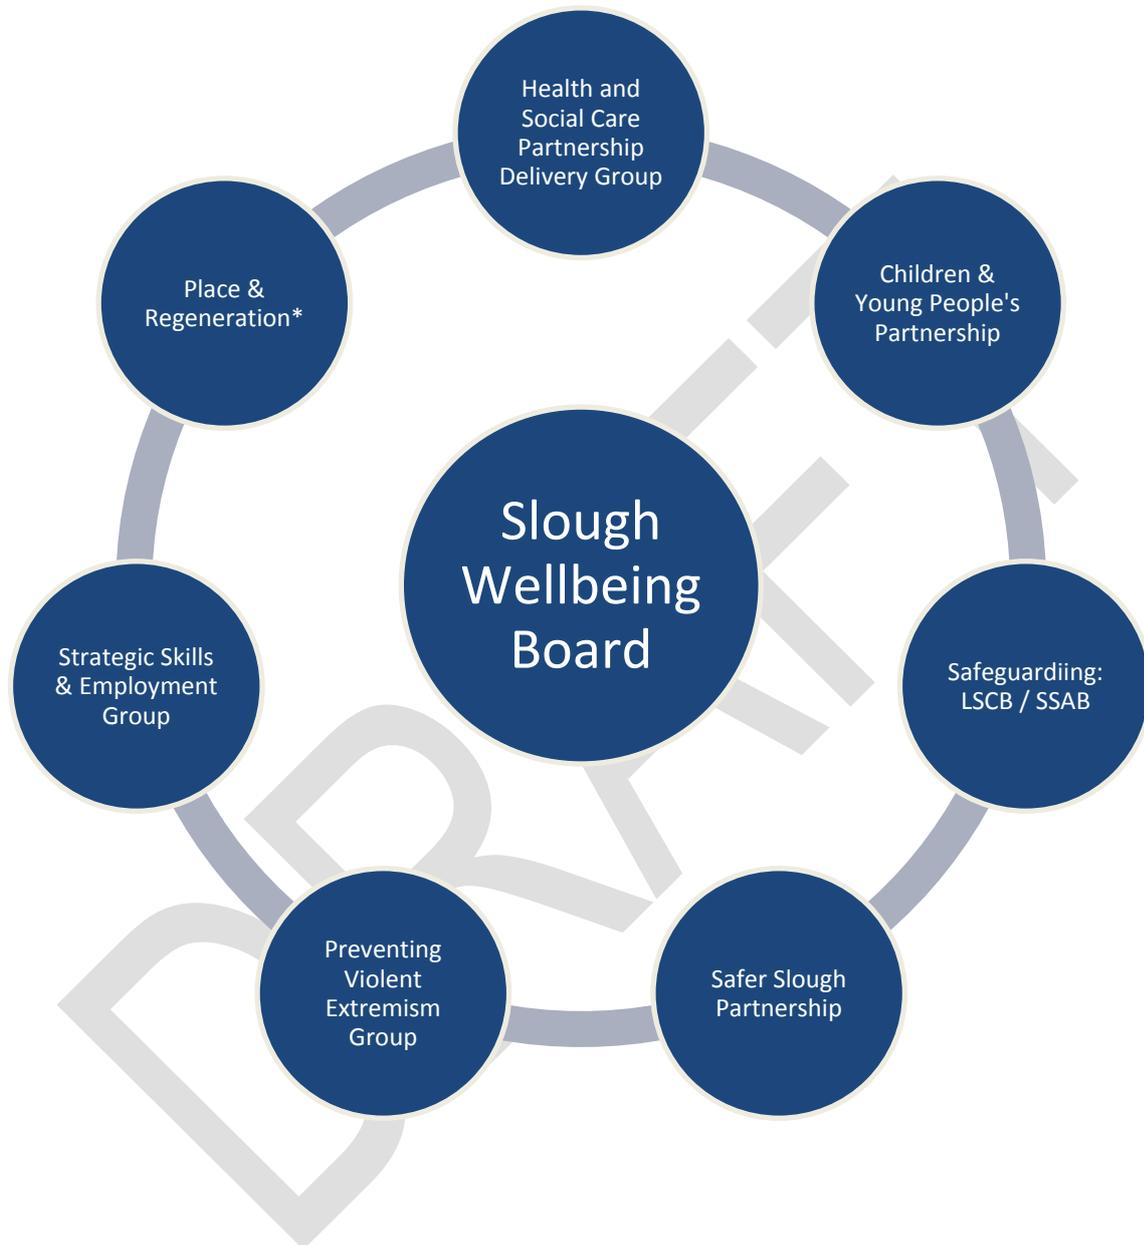 Health and
Social Care
Partnership
Delivery Group
Children &
Young People's
Partnership
Safeguardiing:
LSCB / SSAB
Safer Slough
Partnership
Preventing
Violent
Extremism
Group
Strategic Skills
& Employment
Group
Place &
Regeneration*
Slough
Wellbeing
Board
DRAFT